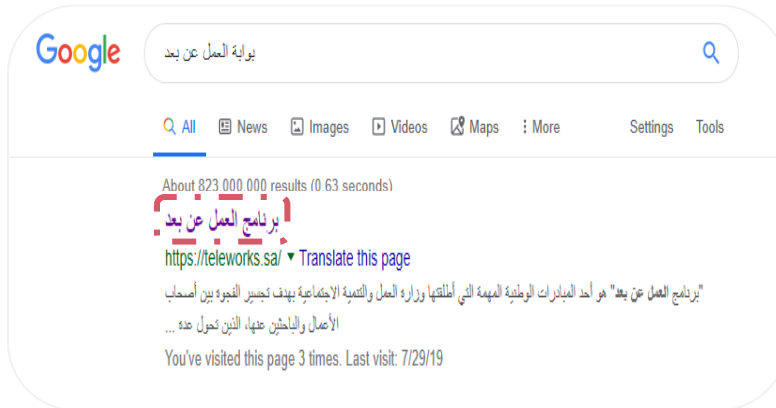 Google
بوابة العمل عن بعد
All News Images Videos Maps More Settings Tools
About 823,000,000 results (0.63 seconds)
برنامج العمل عن بعد
https://teleworks.sa/ ▼ Translate this page
"برنامج العمل عن بعد" هو أحد المبادرات الوطنية المهمة التي أطلقتها وزارة العمل والتنمية الاجتماعية بهدف تجسير الفجوة بين أصحاب
الأعمال والباحثين عنها، الذين تحول عدة ...
You've visited this page 3 times. Last visit: 7/29/19